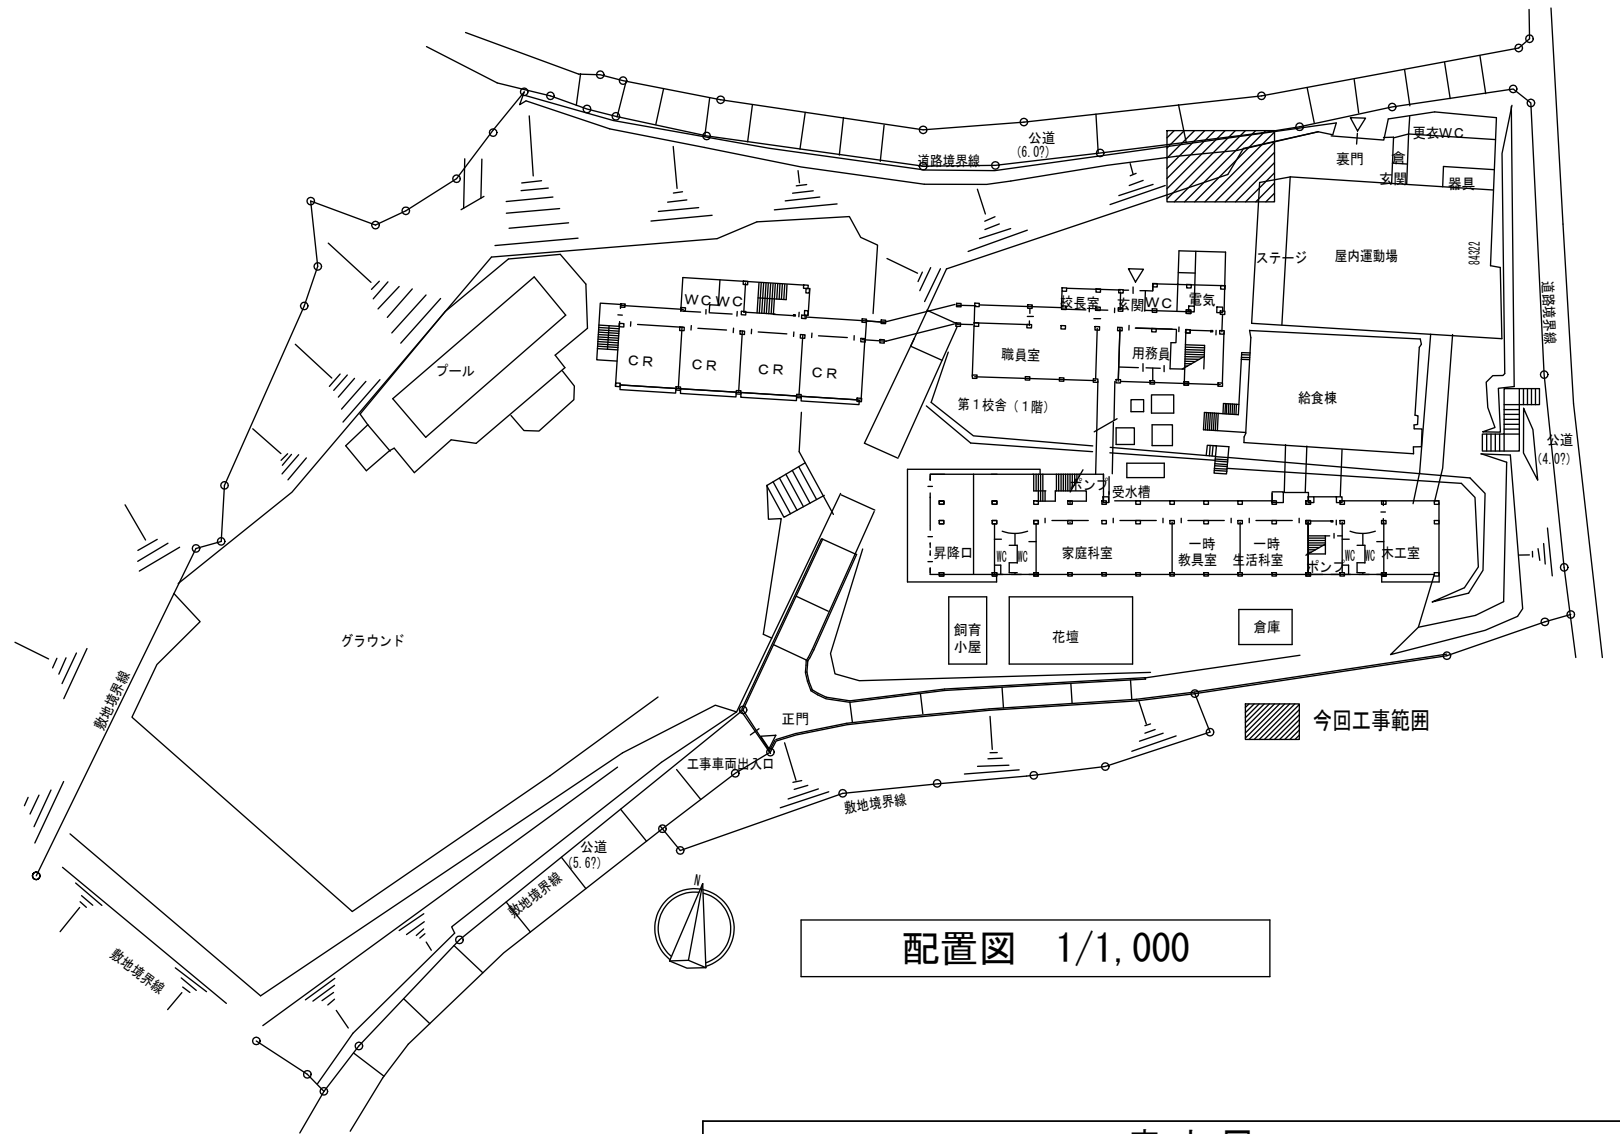 公道
(6.0?)
道路境界線
更衣WC
裏門
倉
玄関
器具
ステージ
屋内運動場
84322
道路境界線
WC WC
校長室
玄関
WC
電気
CR
CR
CR
CR
プール
職員室
用務員
第1校舎(1階)
給食棟
公道
(4.0?)
ポンプ
受水槽
昇降口
WC
WC
家庭科室
一時
教具室
一時
生活科室
ポンプ
WC
WC
木工室
グラウンド
飼育
小屋
花壇
倉庫
敷地境界線
正門
今回工事範囲
工事車両出入口
敷地境界線
公道
(5.6?)
敷地境界線
N
配置図 1/1,000
敷地境界線